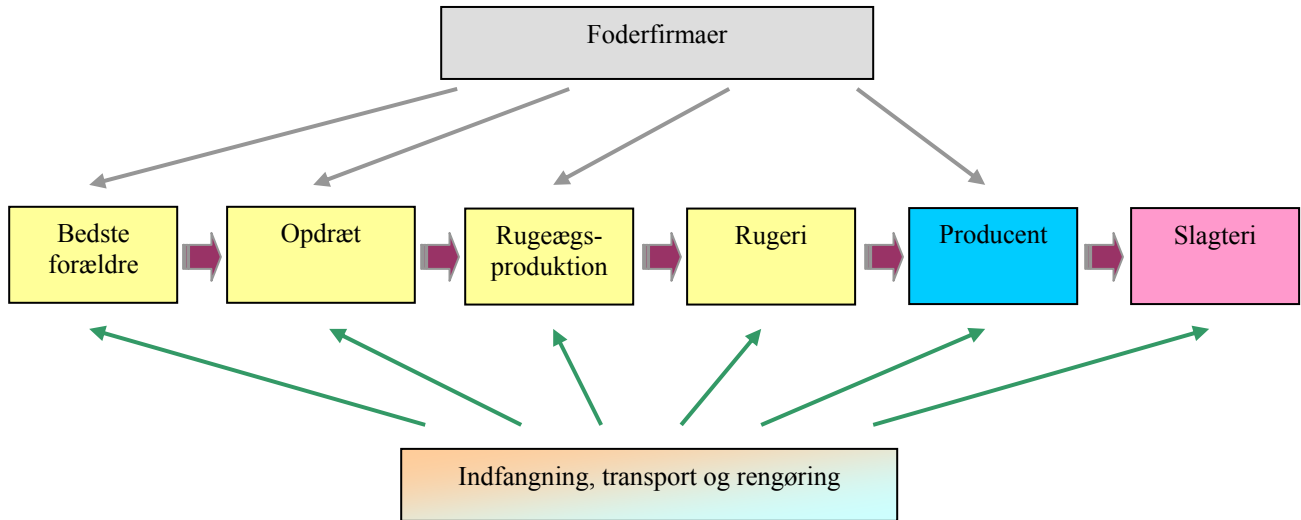 Foderfirmaer
Bedste
forældre
Opdræt
Rugeægs-
produktion
Rugeri
Producent
Slagteri
Indfangning, transport og rengøring